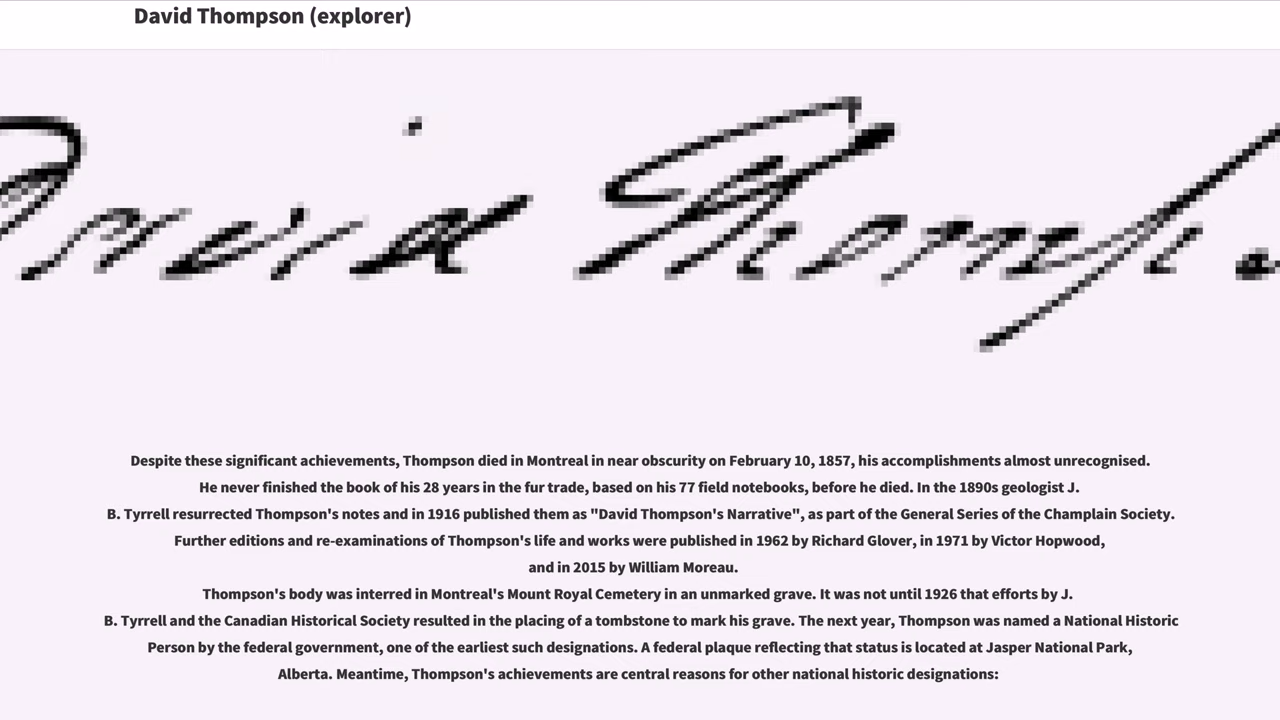 David Thompson (explorer)
David Thomps
Despite these significant achievements, Thompson died in Montreal in near obscurity on February 10, 1857, his accomplishments almost unrecognised.
He never finished the book of his 28 years in the fur trade, based on his 77 field notebooks, before he died. In the 1890s geologist J.
B. Tyrrell resurrected Thompson's notes and in 1916 published them as "David Thompson's Narrative", as part of the General Series of the Champlain Society.
Further editions and re-examinations of Thompson's life and works were published in 1962 by Richard Glover, in 1971 by Victor Hopwood,
and in 2015 by William Moreau.
Thompson's body was interred in Montreal's Mount Royal Cemetery in an unmarked grave. It was not until 1926 that efforts by J.
B. Tyrrell and the Canadian Historical Society resulted in the placing of a tombstone to mark his grave. The next year, Thompson was named a National Historic
Person by the federal government, one of the earliest such designations. A federal plaque reflecting that status is located at Jasper National Park,
Alberta. Meantime, Thompson's achievements are central reasons for other national historic designations: